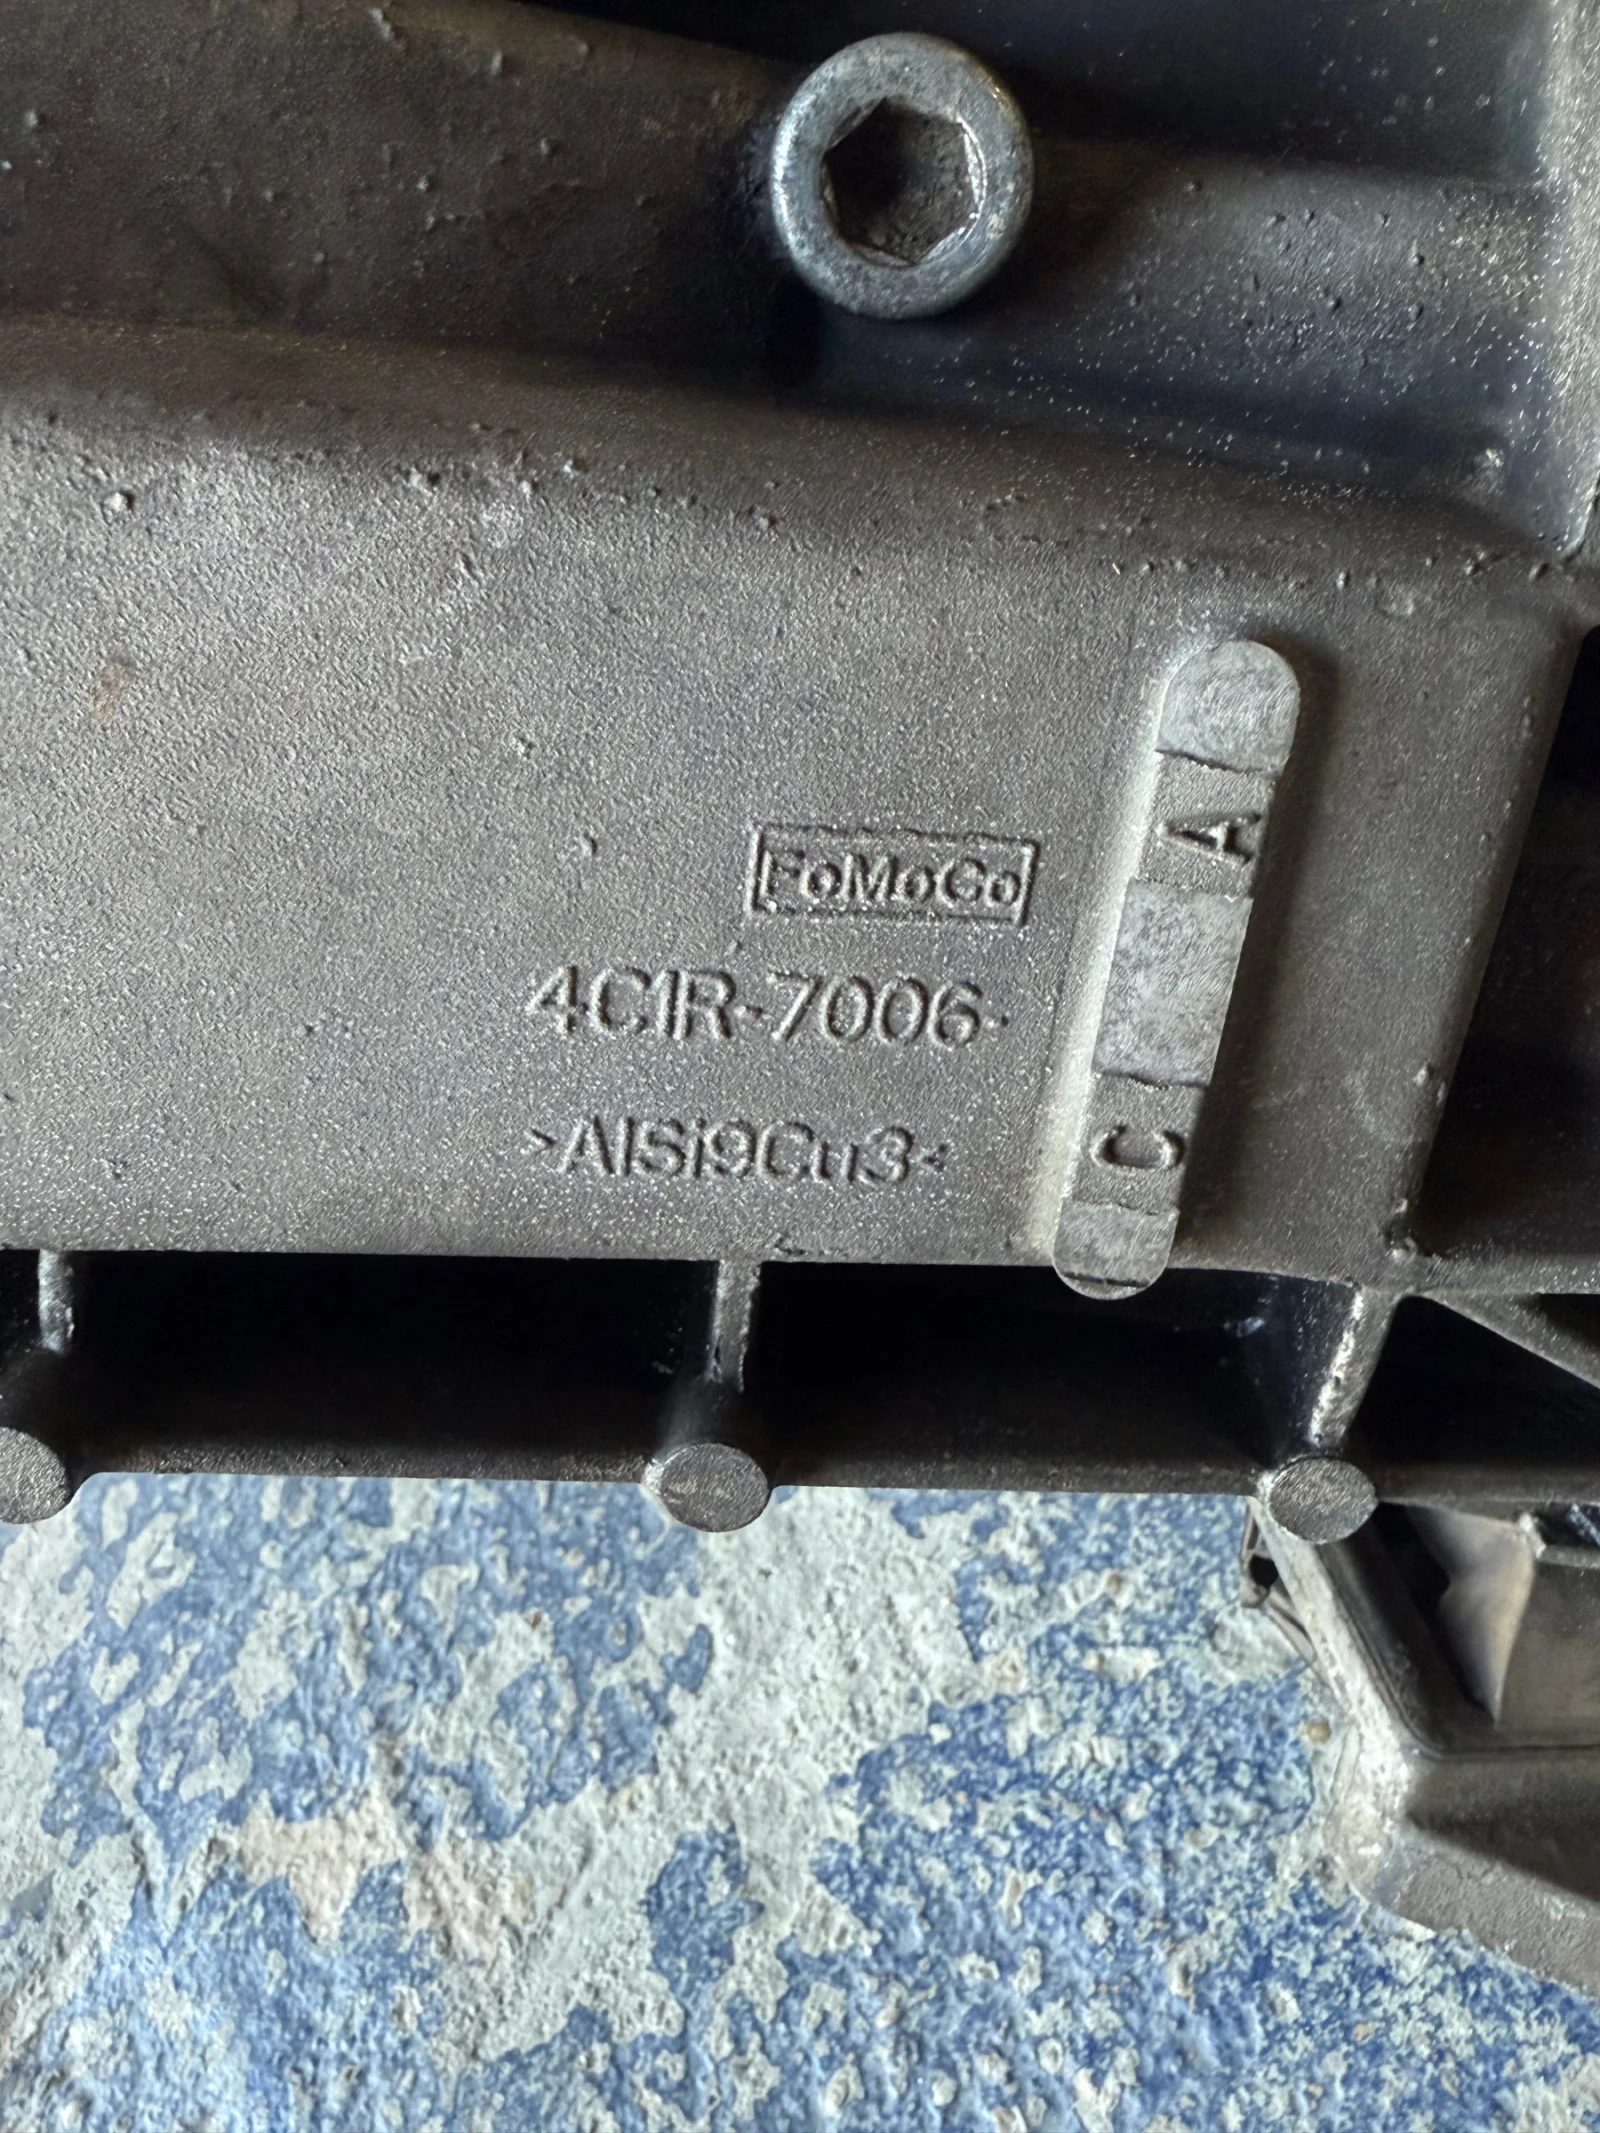 FoMoCo
4C1R-7006-
>AlSi9Cu3<
A
C